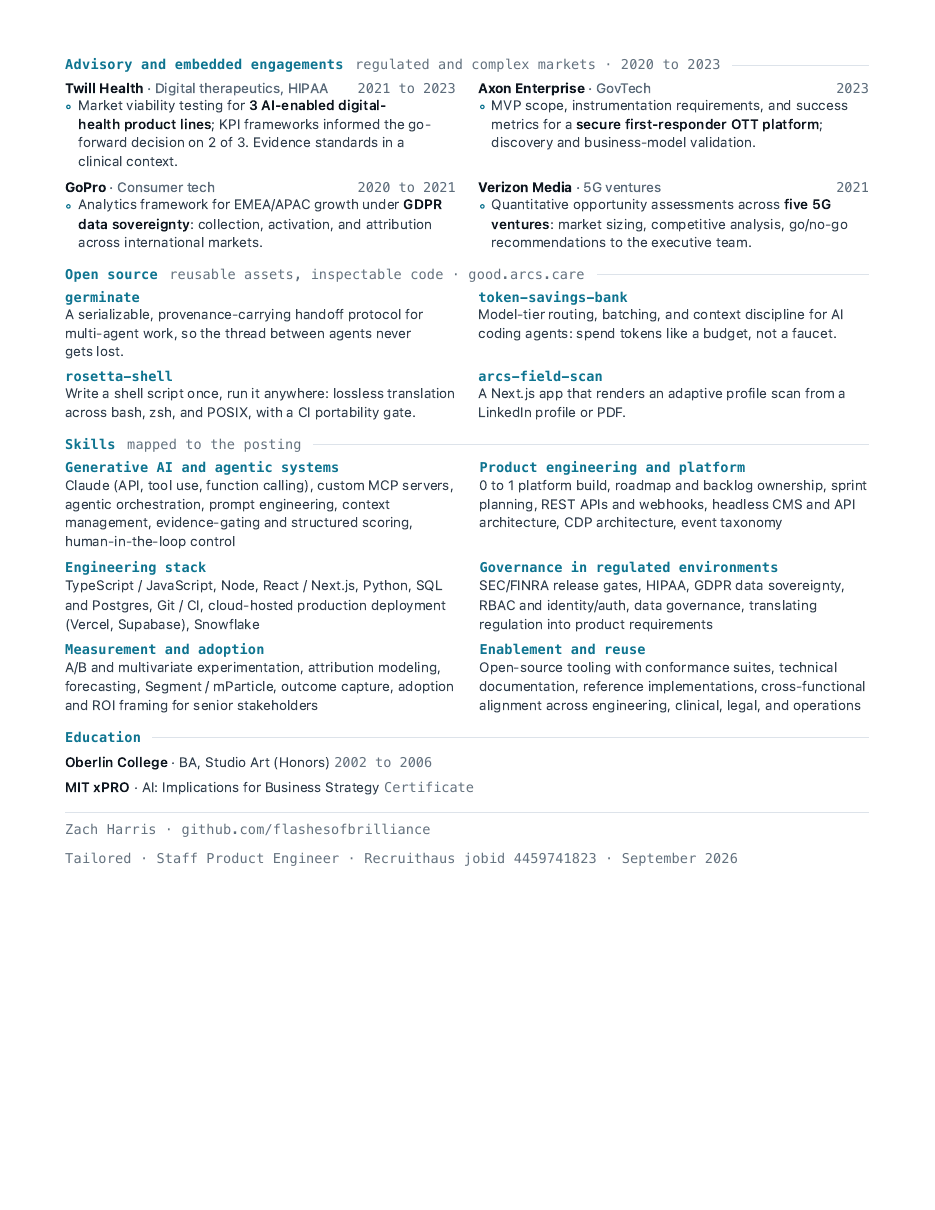 Advisory and embedded engagements regulated and complex markets · 2020 to 2023
Twill Health · Digital therapeutics, HIPAA 2021 to 2023
Market viability testing for 3 AI-enabled digital-
health product lines; KPI frameworks informed the go-
forward decision on 2 of 3. Evidence standards in a
clinical context.
Axon Enterprise · GovTech 2023
MVP scope, instrumentation requirements, and success
metrics for a secure first-responder OTT platform;
discovery and business-model validation.
GoPro · Consumer tech 2020 to 2021
Analytics framework for EMEA/APAC growth under GDPR
data sovereignty: collection, activation, and attribution
across international markets.
Verizon Media · 5G ventures 2021
Quantitative opportunity assessments across five 5G
ventures: market sizing, competitive analysis, go/no-go
recommendations to the executive team.
Open source reusable assets, inspectable code · good.arcs.care
germinate
A serializable, provenance-carrying handoff protocol for
multi-agent work, so the thread between agents never
gets lost.
token-savings-bank
Model-tier routing, batching, and context discipline for AI
coding agents: spend tokens like a budget, not a faucet.
rosetta-shell
Write a shell script once, run it anywhere: lossless translation
across bash, zsh, and POSIX, with a CI portability gate.
arcs-field-scan
A Next.js app that renders an adaptive profile scan from a
LinkedIn profile or PDF.
Skills mapped to the posting
Generative AI and agentic systems
Claude (API, tool use, function calling), custom MCP servers,
agentic orchestration, prompt engineering, context
management, evidence-gating and structured scoring,
human-in-the-loop control
Product engineering and platform
0 to 1 platform build, roadmap and backlog ownership, sprint
planning, REST APIs and webhooks, headless CMS and API
architecture, CDP architecture, event taxonomy
Engineering stack
TypeScript / JavaScript, Node, React / Next.js, Python, SQL
and Postgres, Git / CI, cloud-hosted production deployment
(Vercel, Supabase), Snowflake
Governance in regulated environments
SEC/FINRA release gates, HIPAA, GDPR data sovereignty,
RBAC and identity/auth, data governance, translating
regulation into product requirements
Measurement and adoption
A/B and multivariate experimentation, attribution modeling,
forecasting, Segment / mParticle, outcome capture, adoption
and ROI framing for senior stakeholders
Enablement and reuse
Open-source tooling with conformance suites, technical
documentation, reference implementations, cross-functional
alignment across engineering, clinical, legal, and operations
Education
Oberlin College · BA, Studio Art (Honors) 2002 to 2006
MIT xPRO · AI: Implications for Business Strategy Certificate
Zach Harris · github.com/flashesofbrilliance
Tailored · Staff Product Engineer · Recruithaus jobid 4459741823 · September 2026